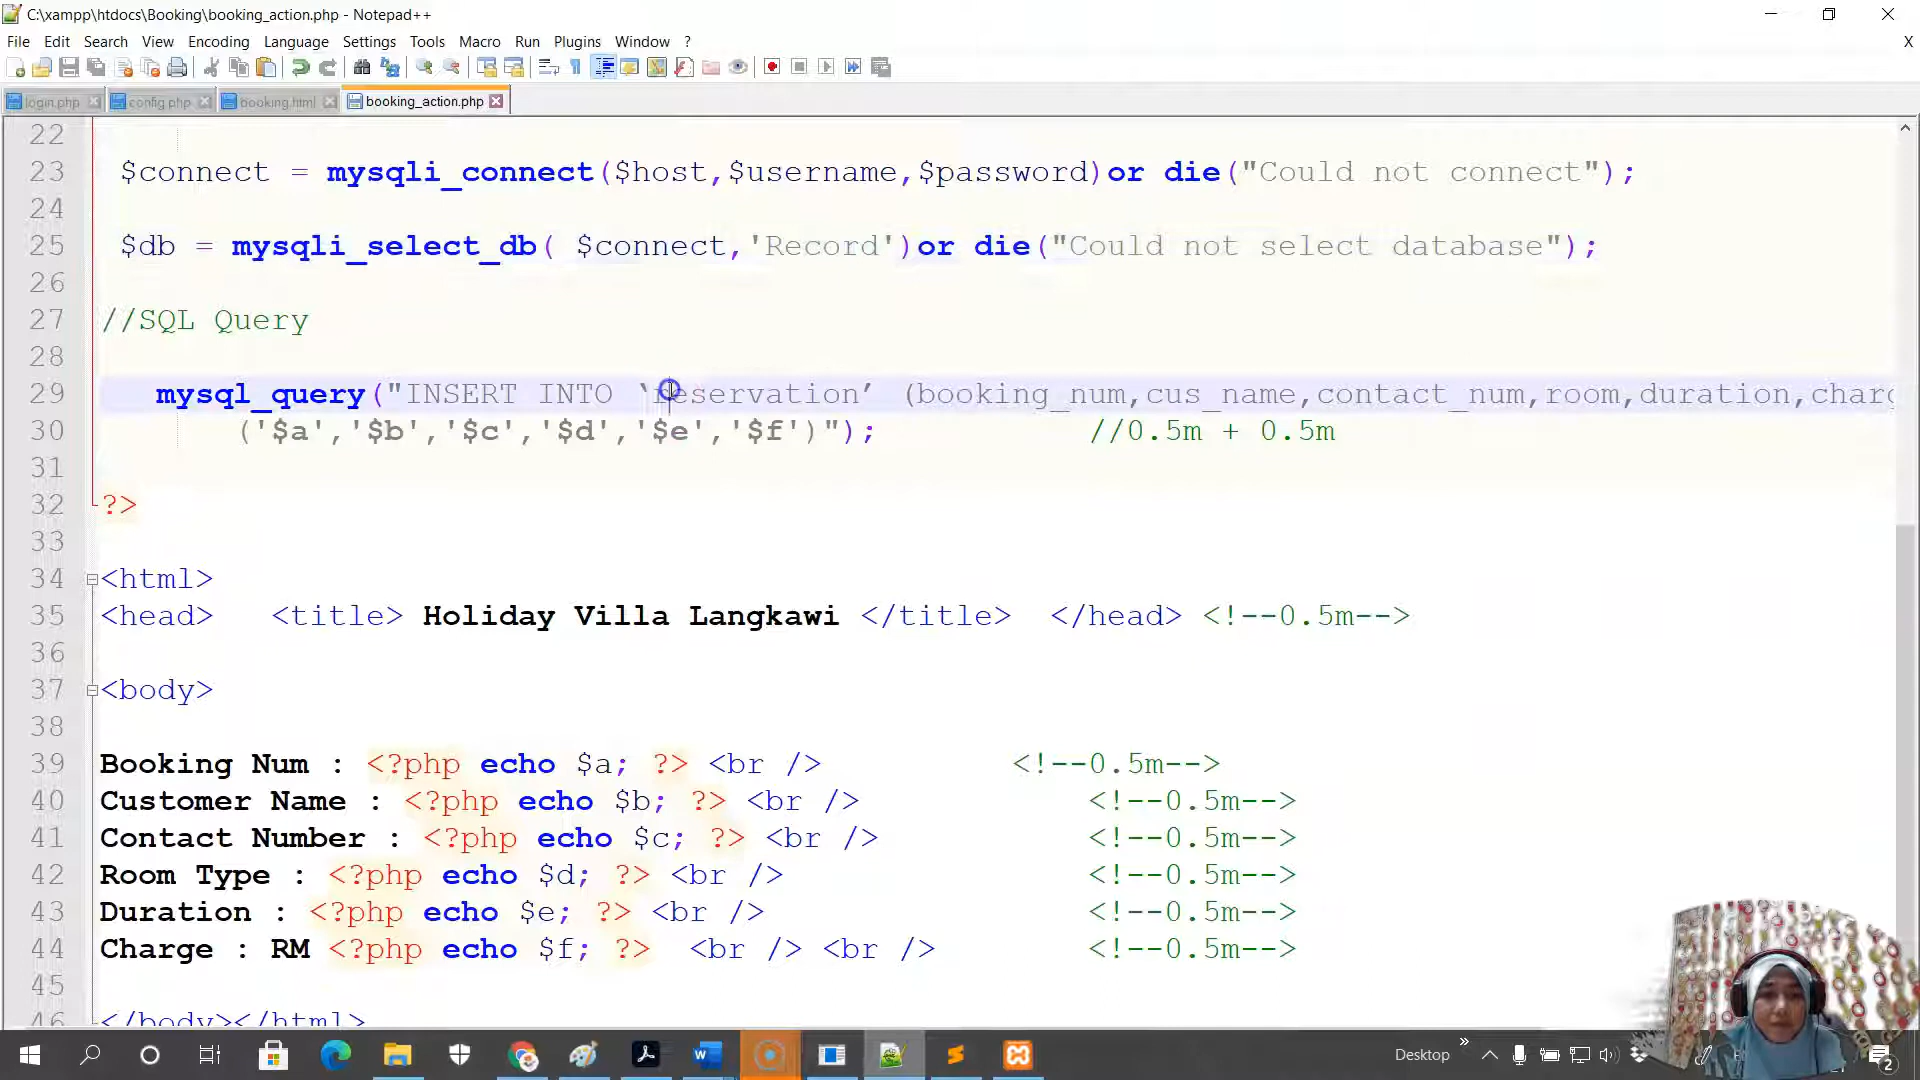 C:\xampp\htdocs\Booking\booking_action.php - Notepad++
File Edit Search View Encoding Language Settings Tools Macro Run Plugins Window ? X
login.php config.php booking.html booking_action.php
22
23 $connect = mysqli_connect($host,$username,$password)or die("Could not connect");
24
25 $db = mysqli_select_db( $connect,'Record')or die("Could not select database");
26
27 //SQL Query
28
29 mysql_query("INSERT INTO ‘reservation’ (booking_num,cus_name,contact_num,room,duration,charg
30 ('$a','$b','$c','$d','$e','$f')"); //0.5m + 0.5m
31
32 ?>
33
34 <html>
35 <head> <title> Holiday Villa Langkawi </title> </head> <!--0.5m-->
36
37 <body>
38
39 Booking Num : <?php echo $a; ?> <br /> <!--0.5m-->
40 Customer Name : <?php echo $b; ?> <br /> <!--0.5m-->
41 Contact Number : <?php echo $c; ?> <br /> <!--0.5m-->
42 Room Type : <?php echo $d; ?> <br /> <!--0.5m-->
43 Duration : <?php echo $e; ?> <br /> <!--0.5m-->
44 Charge : RM <?php echo $f; ?> <br /> <br /> <!--0.5m-->
45
46 </body></html>
Desktop
2